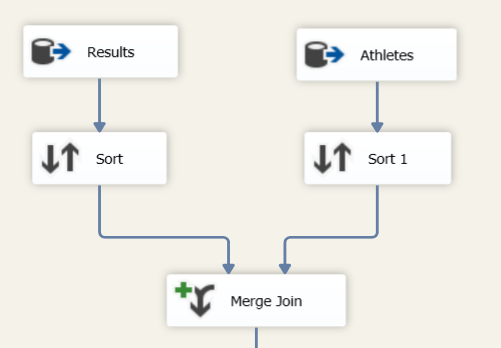 Results
Athletes
Sort
Sort 1
Merge Join